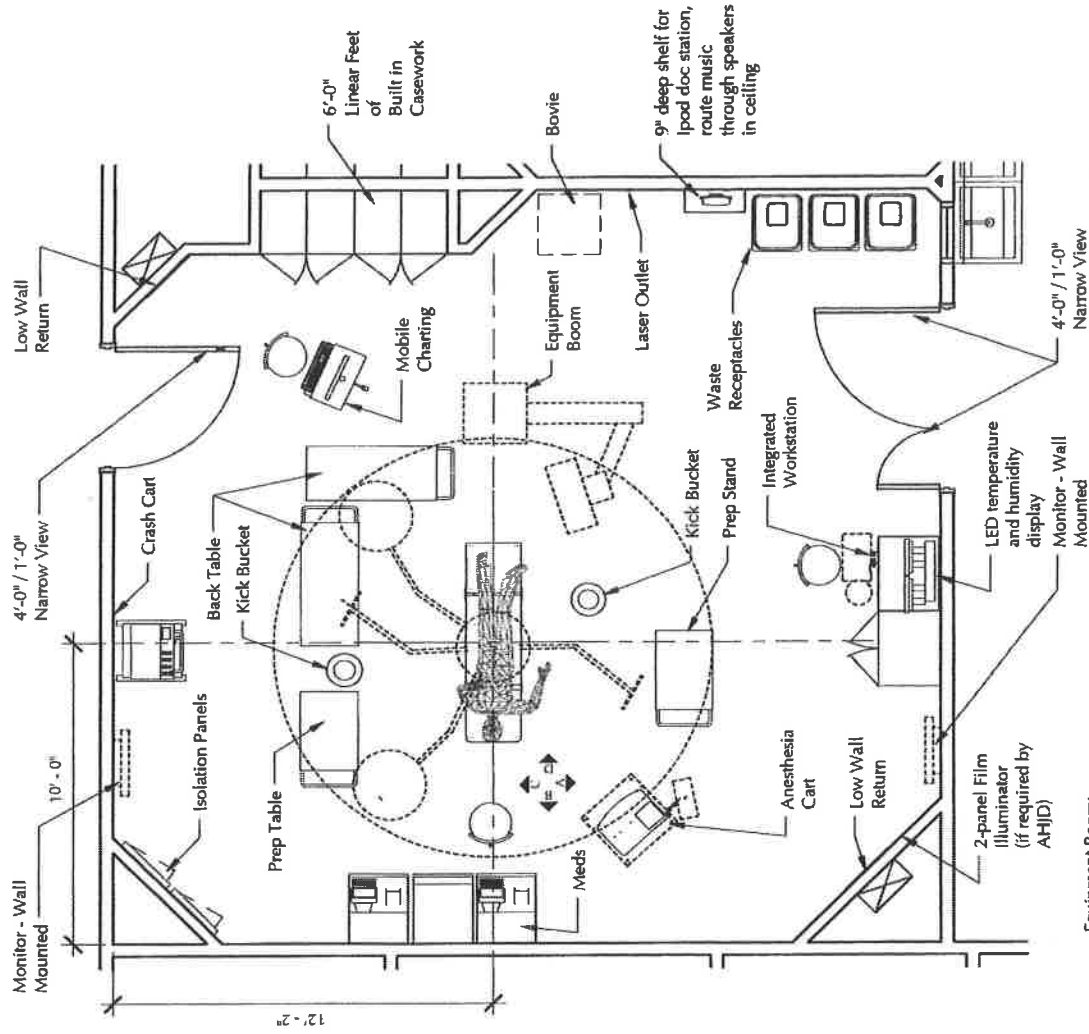 Low Wall
Return
4'-0" / 1'-0"
Narrow View
10' - 0"
Monitor - Wall
Mounted
12' - 2"
6'-0"
Linear Feet
of
Built in
Casework
Crash Cart
Isolation Panels
Back Table
Kick Bucket
Mobile
Charting
Prep Table
Equipment
Boom
Bovie
Laser Outlet
9" deep shelf for
Ipod doc station,
route music
through speakers
in ceiling
Waste
Receptacles
Kick Bucket
Prep Stand
Integrated
Workstation
Meds
Anesthesia
Cart
Low Wall
Return
2-panel Film
Illuminator
(if required by
AHJD)
LED temperature
and humidity
display
Monitor - Wall
Mounted
4'-0" / 1'-0"
Narrow View